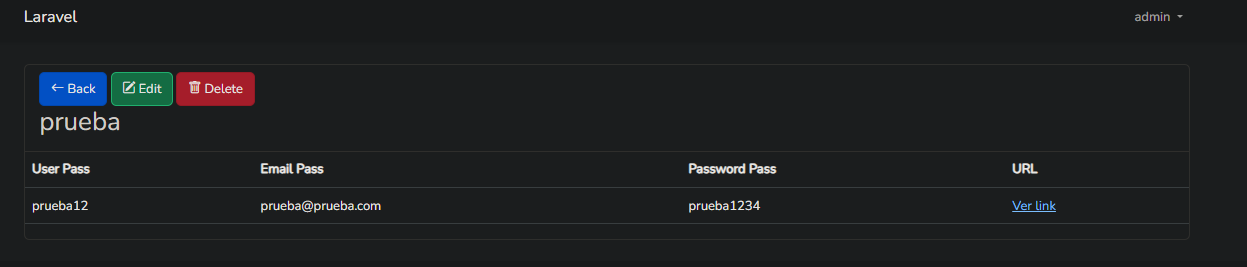 Laravel admin
Back Edit Delete
prueba
User Pass Email Pass Password Pass URL
prueba12 prueba@prueba.com prueba1234 Ver link